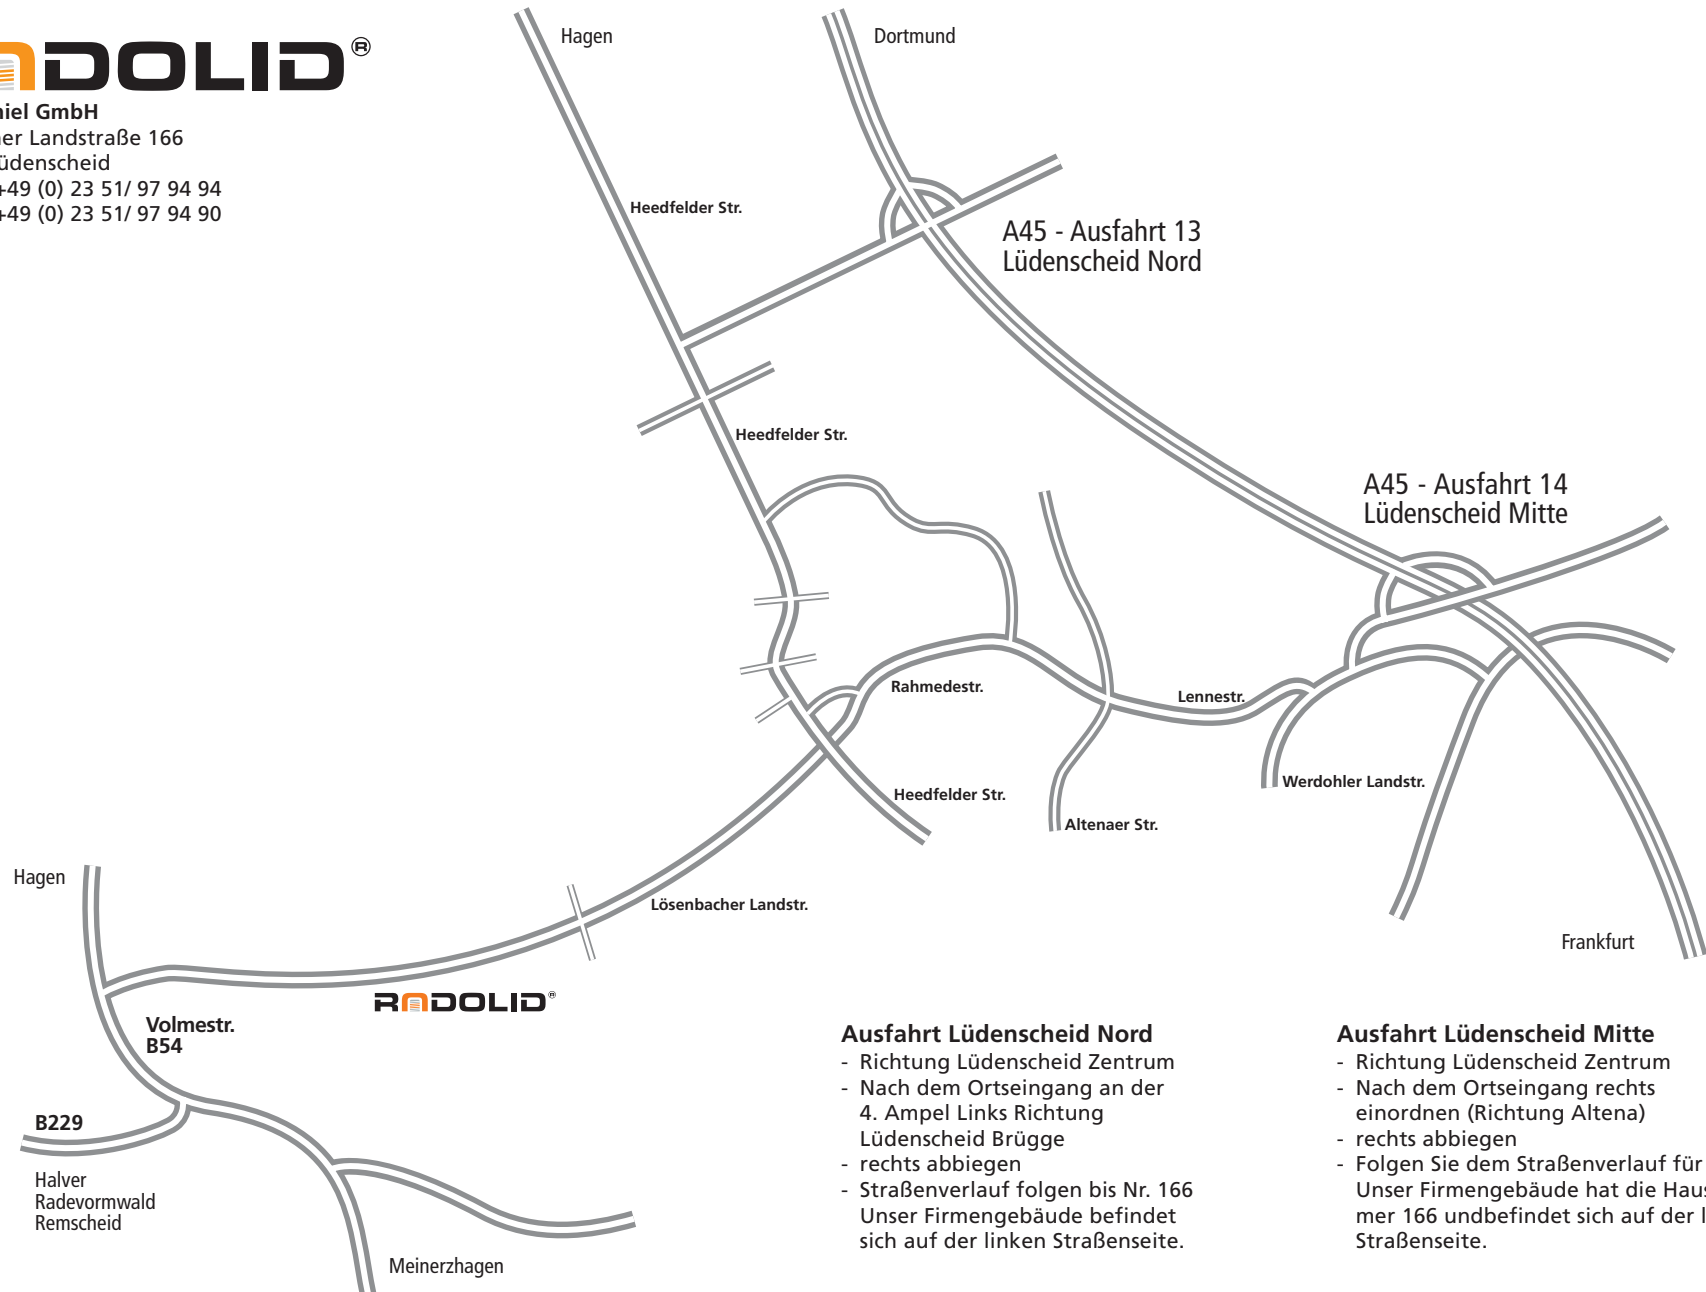 DOLID®
GmbH
Landstraße 166
+49 (0) 23 51/ 97 94 94
+49 (0) 23 51/ 97 94 90
Hagen
Dortmund
Heedfelder Str.
A45 - Ausfahrt 13
Lüdenscheid Nord
Heedfelder Str.
A45 - Ausfahrt 14
Lüdenscheid Mitte
Rahmedestr.
Lennestr.
Werdohler Landstr.
Heedfelder Str.
Altenaer Str.
Hagen
Lösenbacher Landstr.
Frankfurt
RADOLID®
Volmestr.
B54
B229
Halver
Radevormwald
Remscheid
Meinerzhagen
Ausfahrt Lüdenscheid Nord
- Richtung Lüdenscheid Zentrum
- Nach dem Ortseingang an der
4. Ampel Links Richtung
Lüdenscheid Brügge
- rechts abbiegen
- Straßenverlauf folgen bis Nr. 166
Unser Firmengebäude befindet
sich auf der linken Straßenseite.
Ausfahrt Lüdenscheid Mitte
- Richtung Lüdenscheid Zentrum
- Nach dem Ortseingang rechts
einordnen (Richtung Altena)
- rechts abbiegen
- Folgen Sie dem Straßenverlauf für
Unser Firmengebäude hat die
mer 166 undbefindet sich auf der
Straßenseite.